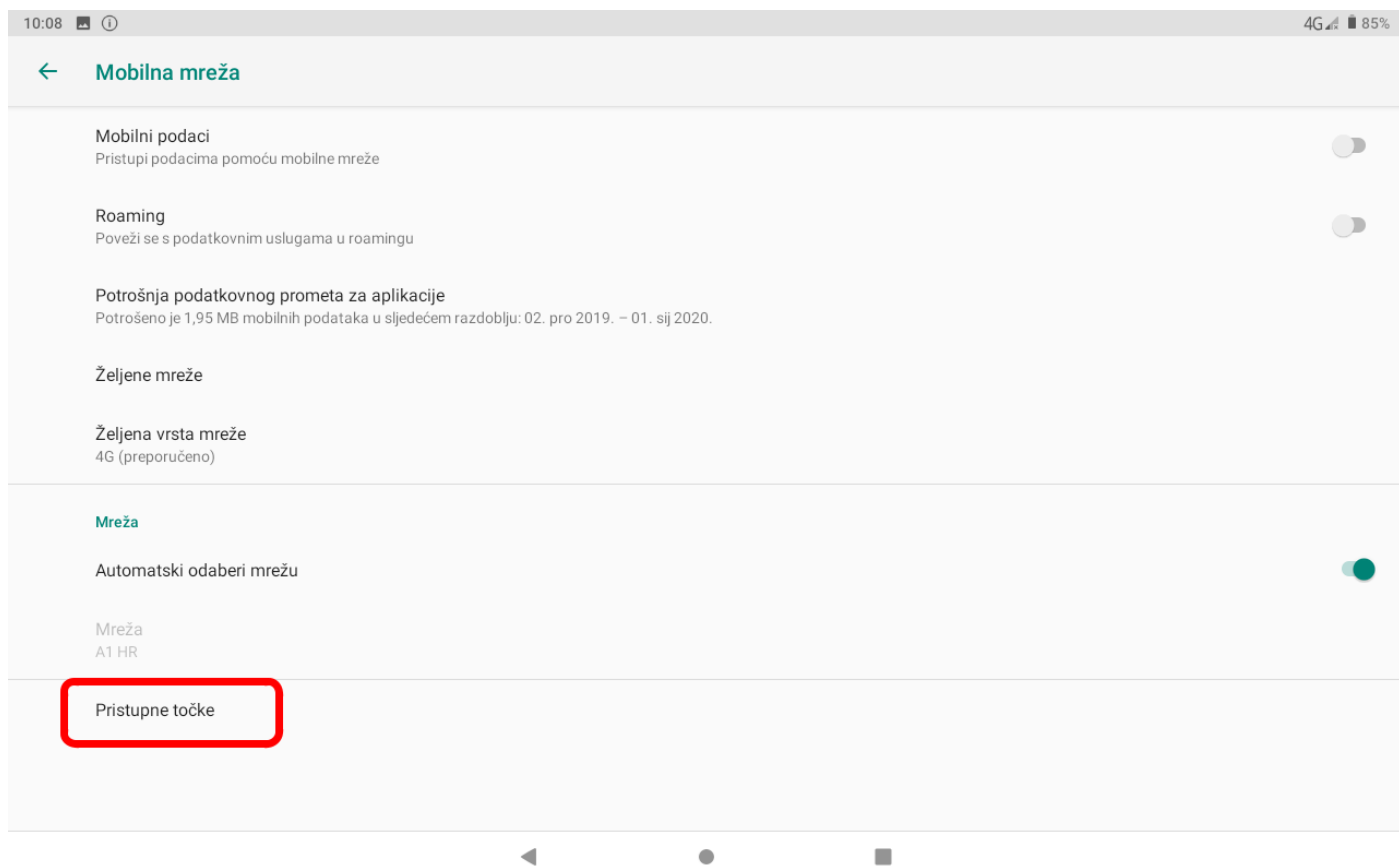 10:08 4G 85%
Mobilna mreža
Mobilni podaci
Pristupi podacima pomoću mobilne mreže
Roaming
Poveži se s podatkovnim uslugama u roamingu
Potrošnja podatkovnog prometa za aplikacije
Potrošeno je 1,95 MB mobilnih podataka u sljedećem razdoblju: 02. pro 2019. – 01. sij 2020.
Željene mreže
Željena vrsta mreže
4G (preporučeno)
Mreža
Automatski odaberi mrežu
Mreža
A1 HR
Pristupne točke